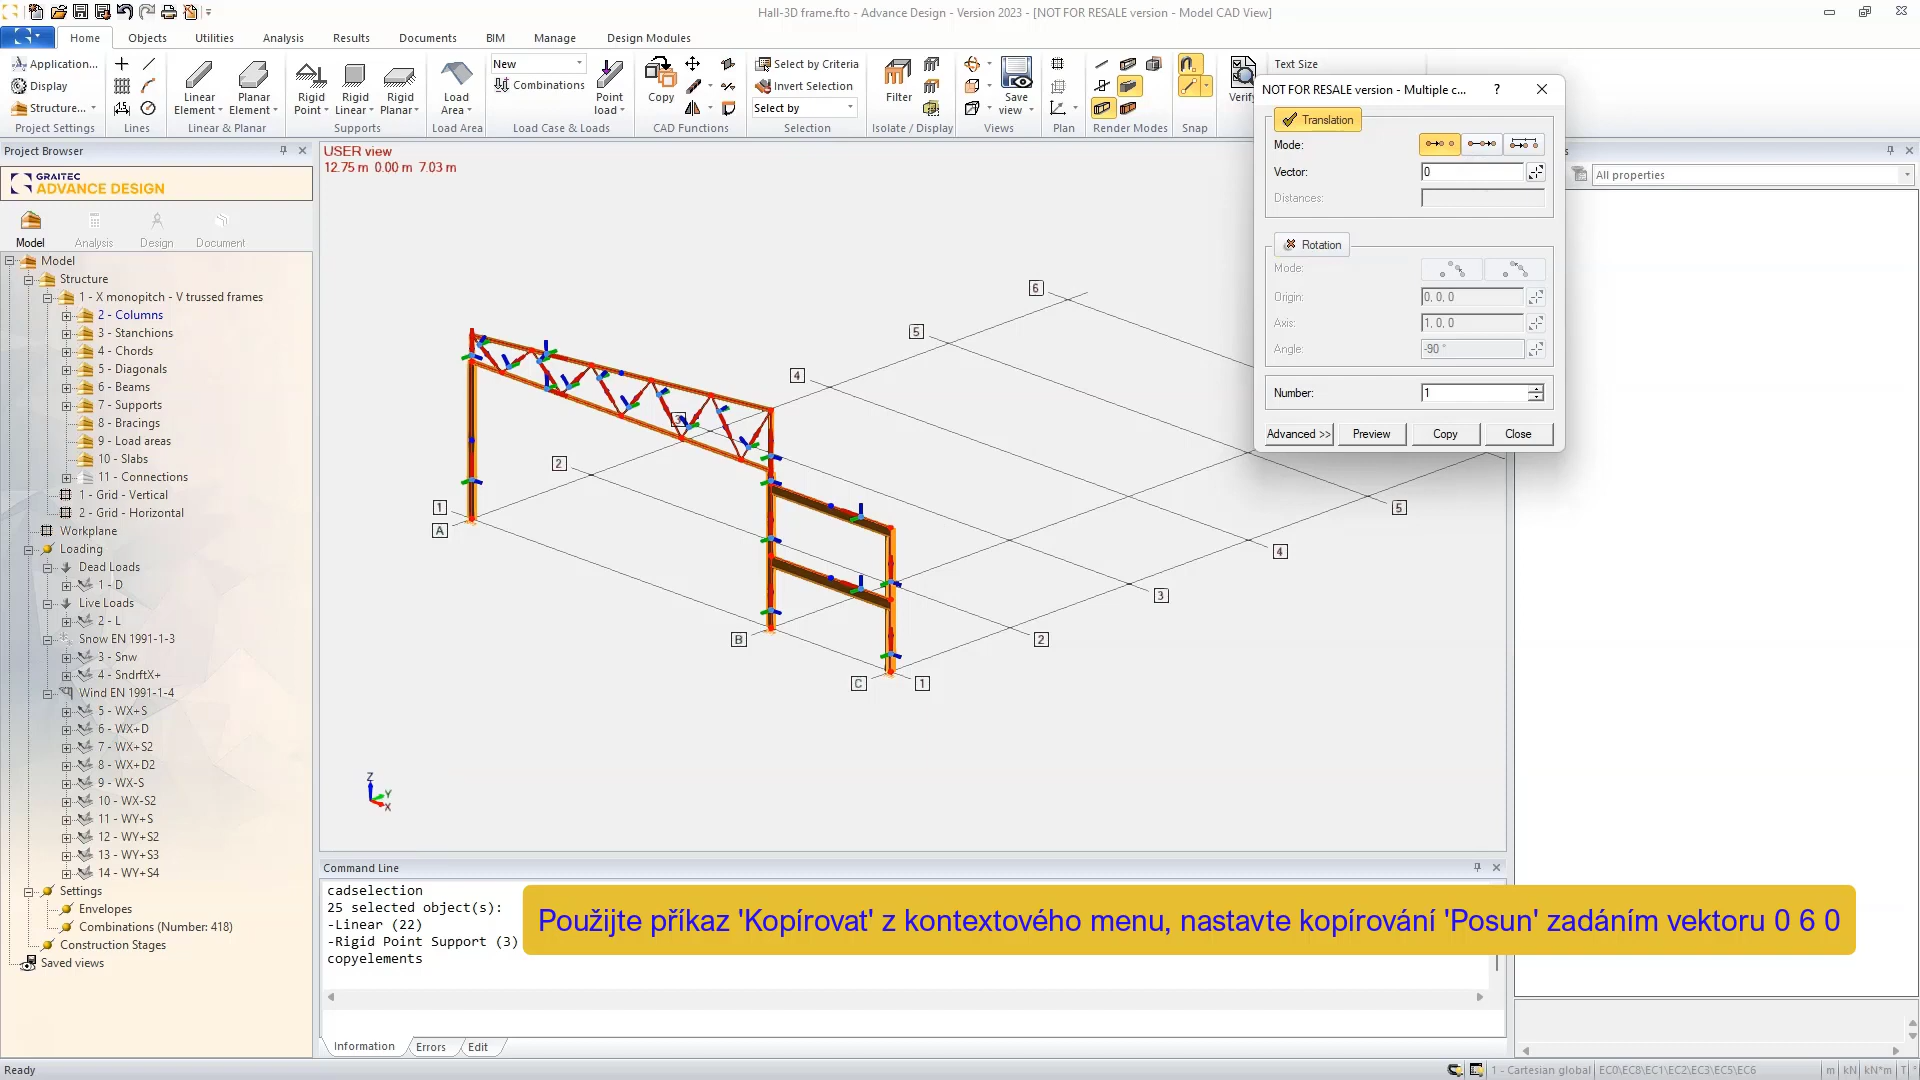 Hall-3D frame.fto - Advance Design - Version 2023 - [NOT FOR RESALE version - Model CAD View]
Home
Objects
Utilities
Analysis
Results
Documents
BIM
Manage
Design Modules
Application...
Display
Structure...
Project Settings
Lines
Linear Element
Planar Element
Linear & Planar
Rigid Point
Rigid Linear
Rigid Planar
Supports
Load Area
Load Area
New
Combinations
Point load
Load Case & Loads
Copy
CAD Functions
Select by Criteria
Invert Selection
Select by
Selection
Filter
Isolate / Display
Save view
Views
Plan
Render Modes
Snap
Verify
Text Size
NOT FOR RESALE version - Multiple c...
?
Translation
Mode:
Vector:
0
Distances:
Rotation
Mode:
Origin:
0, 0, 0
Axis:
1, 0, 0
Angle:
-90 °
Number:
1
Advanced >>
Preview
Copy
Close
All properties
Project Browser
GRAITEC
ADVANCE DESIGN
Model
Analysis
Design
Document
Model
Structure
1 - X monopitch - V trussed frames
2 - Columns
3 - Stanchions
4 - Chords
5 - Diagonals
6 - Beams
7 - Supports
8 - Bracings
9 - Load areas
10 - Slabs
11 - Connections
1 - Grid - Vertical
2 - Grid - Horizontal
Workplane
Loading
Dead Loads
1 - D
Live Loads
2 - L
Snow EN 1991-1-3
3 - Snw
4 - SndrftX+
Wind EN 1991-1-4
5 - WX+S
6 - WX+D
7 - WX+S2
8 - WX+D2
9 - WX-S
10 - WX-S2
11 - WY+S
12 - WY+S2
13 - WY+S3
14 - WY+S4
Settings
Envelopes
Combinations (Number: 418)
Construction Stages
Saved views
USER view
12.75 m 0.00 m 7.03 m
6
5
4
3
2
1
A
B
C
1
2
3
4
5
Z
Y
X
Command Line
cadselection
25 selected object(s):
-Linear (22)
-Rigid Point Support (3)
copyelements
Použijte příkaz 'Kopírovat' z kontextového menu, nastavte kopírování 'Posun' zadáním vektoru 0 6 0
Information
Errors
Edit
Ready
1 - Cartesian global
EC0\EC8\EC1\EC2\EC3\EC5\EC6
m
kN
kN*m
T
°